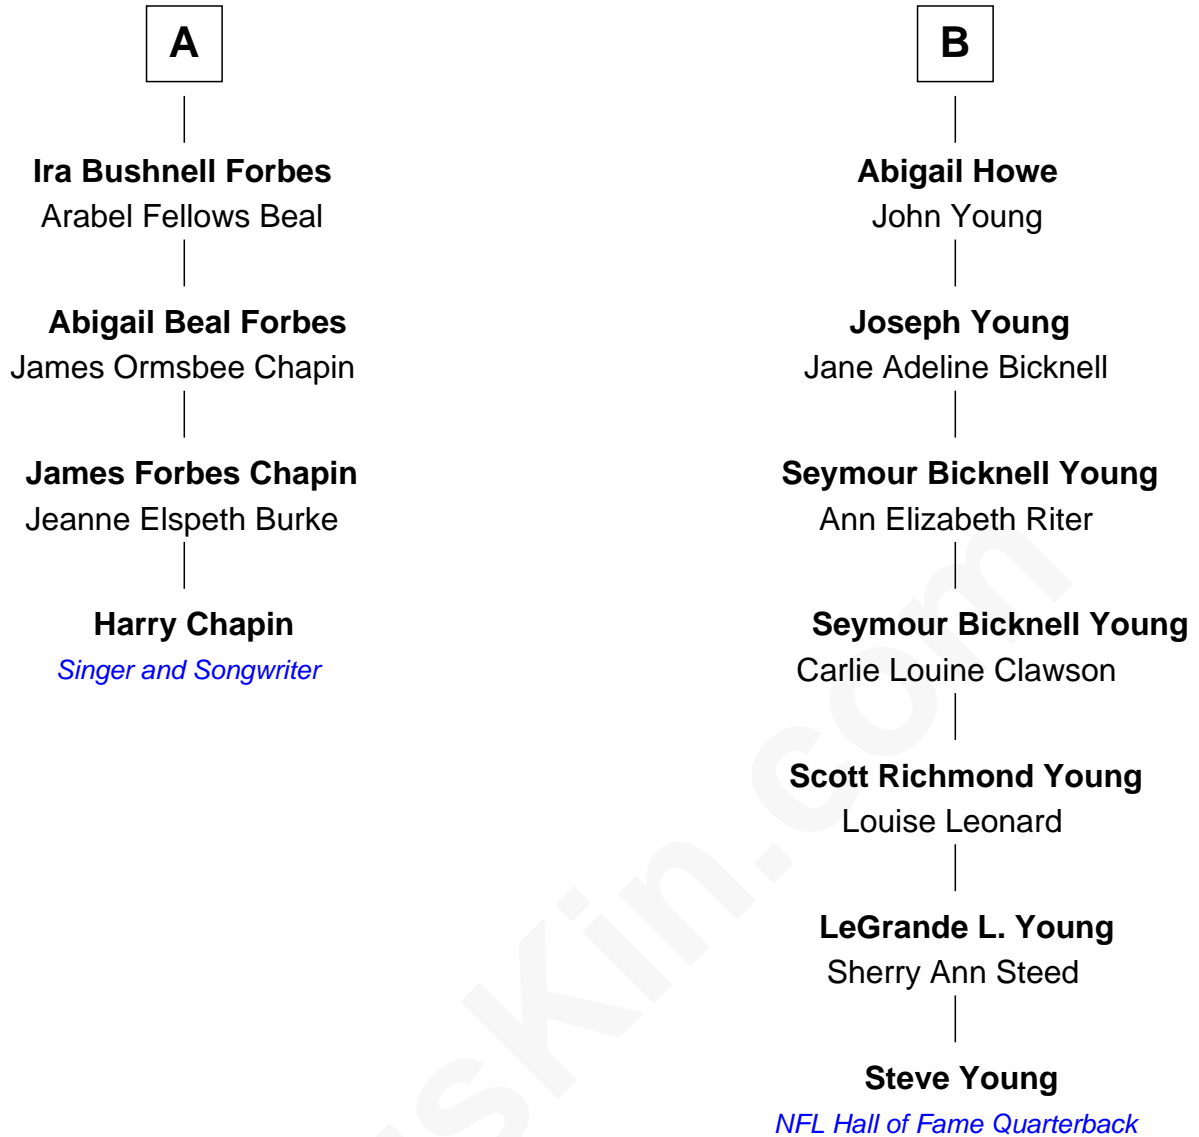 A
Ira Bushnell Forbes
Arabel Fellows Beal
Abigail Beal Forbes
James Ormsbee Chapin
James Forbes Chapin
Jeanne Elspeth Burke
Harry Chapin
Singer and Songwriter
B
Abigail Howe
John Young
Joseph Young
Jane Adeline Bicknell
Seymour Bicknell Young
Ann Elizabeth Riter
Seymour Bicknell Young
Carlie Louine Clawson
Scott Richmond Young
Louise Leonard
LeGrande L. Young
Sherry Ann Steed
Steve Young
NFL Hall of Fame Quarterback
sKin.com